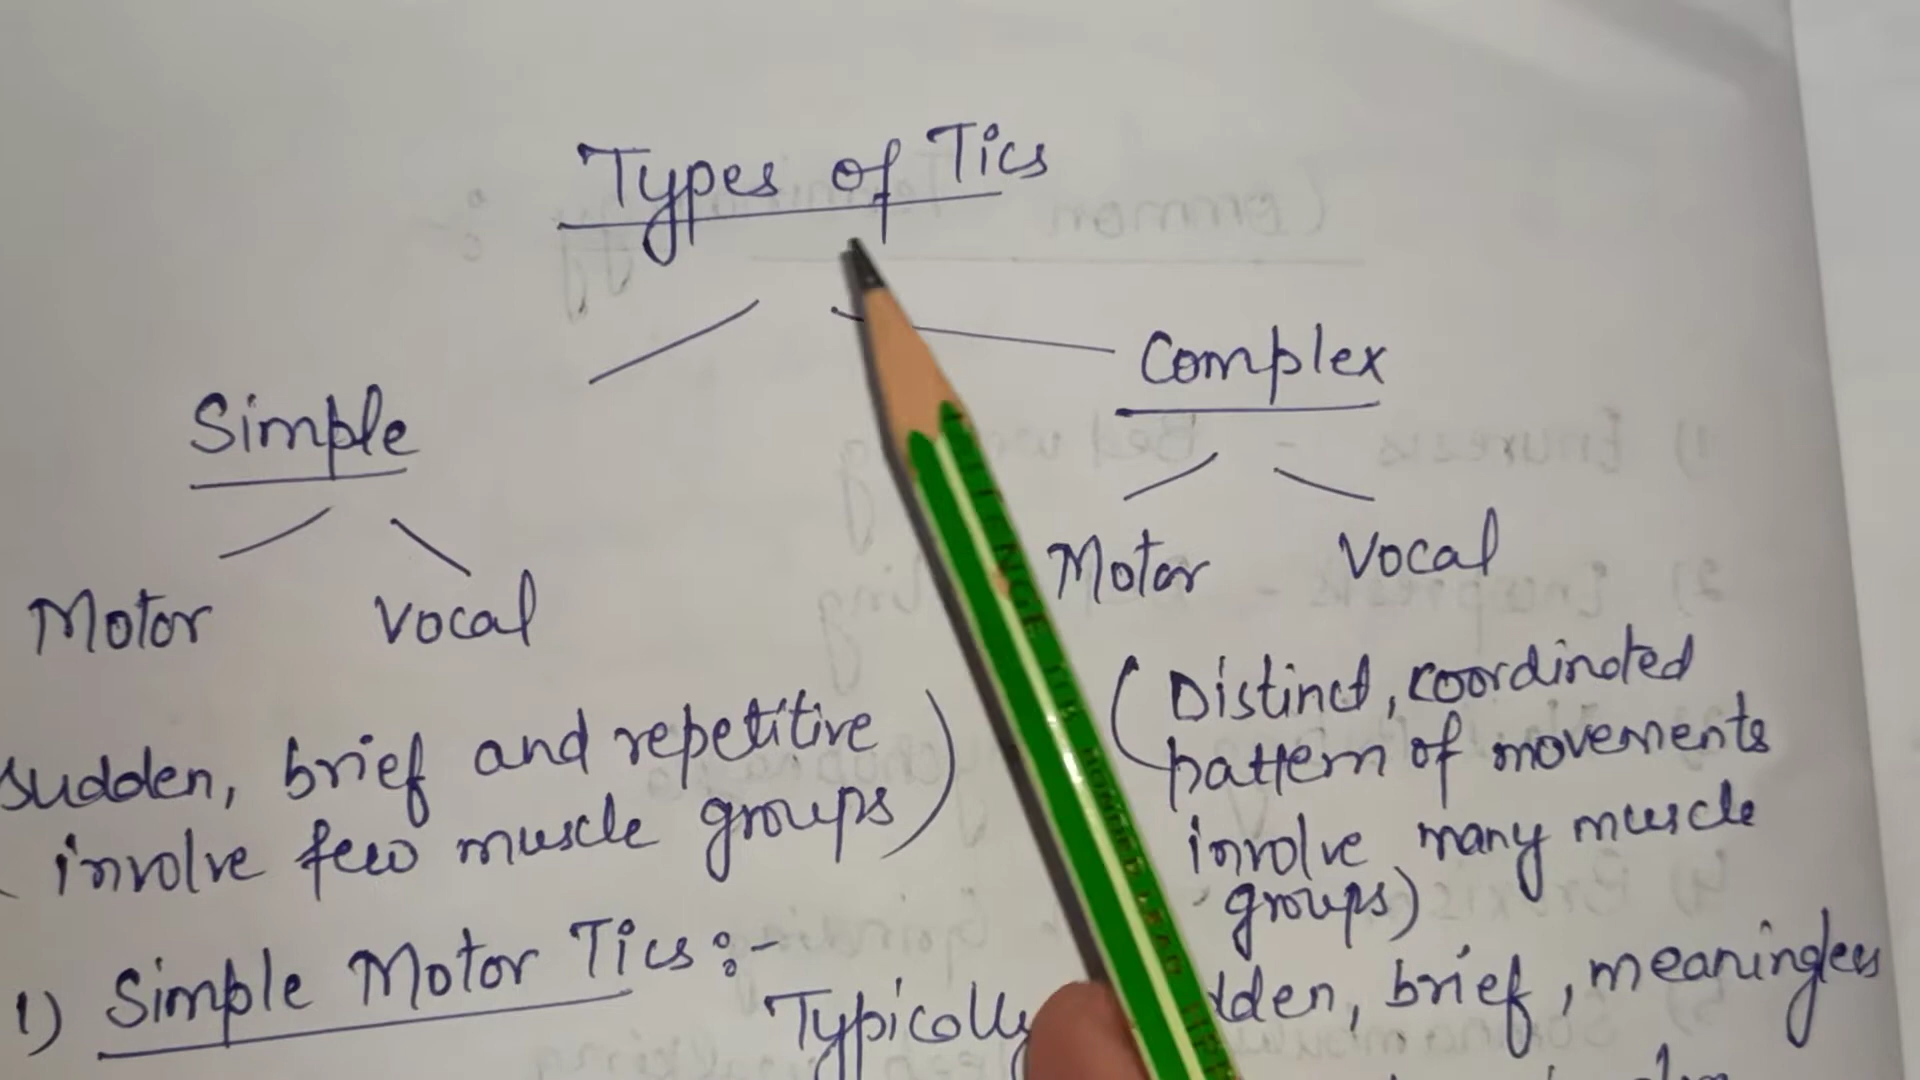 Types of Tics
Simple
Complex
Motor
Vocal
Motor
Vocal
sudden, brief and repetitive
involve few muscle groups)
(Distinct, coordinated
pattern of movements
involve many muscle
groups)
1) Simple Motor Tics:-
Typically
brief, meaningless